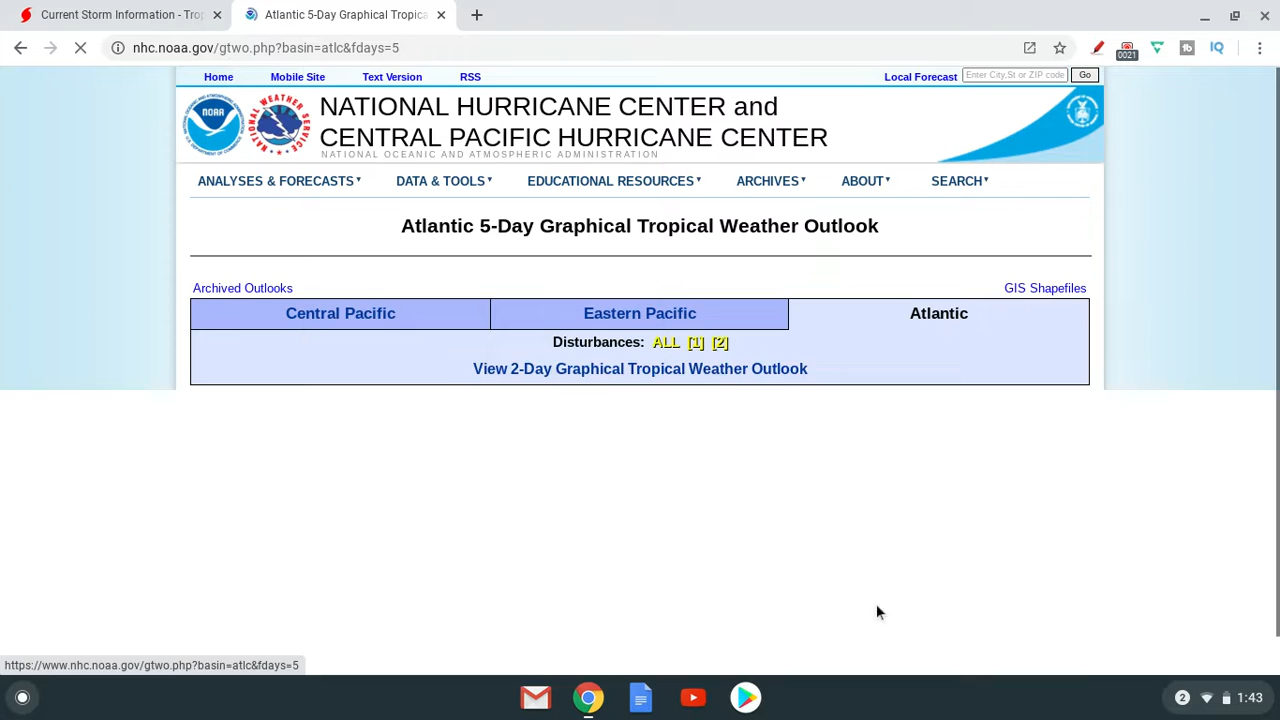 Current Storm Information - Trop
Atlantic 5-Day Graphical Tropica
nhc.noaa.gov/gtwo.php?basin=atlc&fdays=5
0021
IQ
Home Mobile Site Text Version RSS Local Forecast Enter City,St or ZIP code Go
NOAA
NATIONAL HURRICANE CENTER and
CENTRAL PACIFIC HURRICANE CENTER
NATIONAL OCEANIC AND ATMOSPHERIC ADMINISTRATION
ANALYSES & FORECASTS▾ DATA & TOOLS▾ EDUCATIONAL RESOURCES▾ ARCHIVES▾ ABOUT▾ SEARCH▾
Atlantic 5-Day Graphical Tropical Weather Outlook
Archived Outlooks GIS Shapefiles
Central Pacific Eastern Pacific Atlantic
Disturbances: ALL [1] [2]
View 2-Day Graphical Tropical Weather Outlook
https://www.nhc.noaa.gov/gtwo.php?basin=atlc&fdays=5
2 1:43